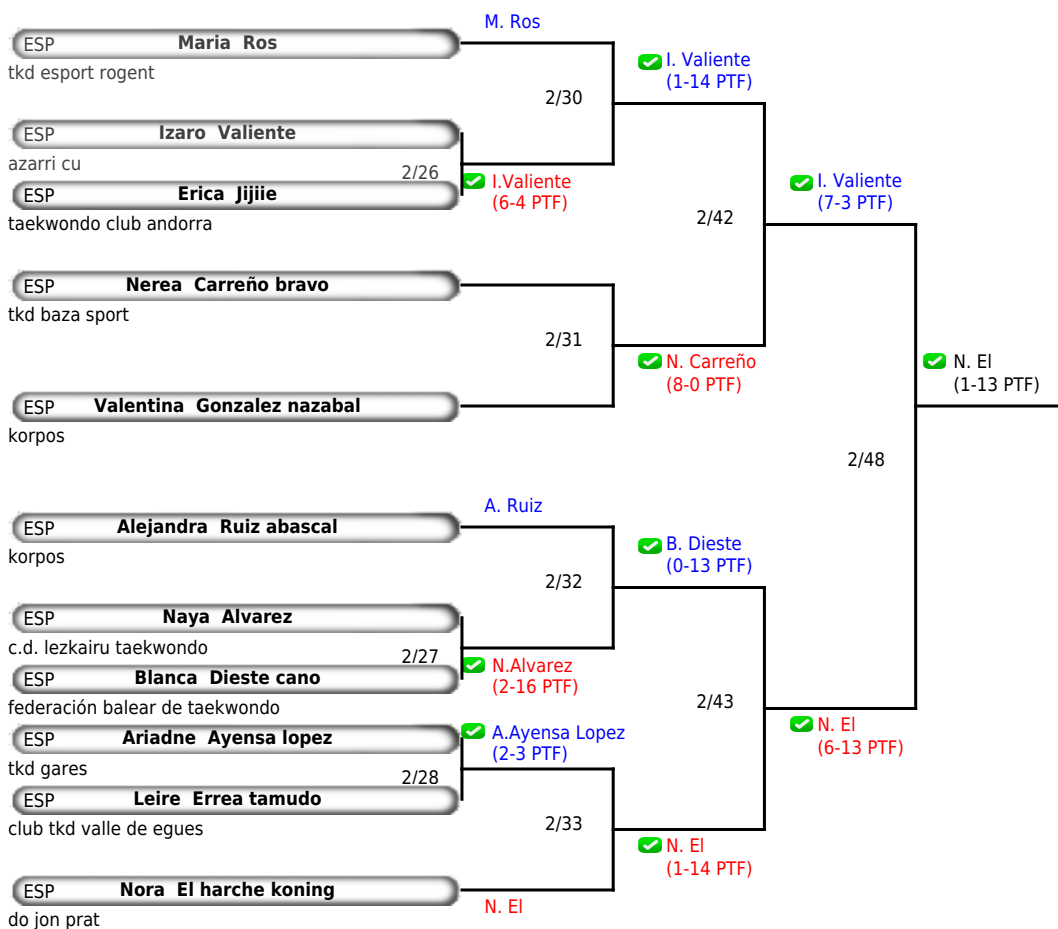 M. Ros
ESP Maria Ros
tkd esport rogent
I. Valiente
(1-14 PTF)
2/30
ESP Izaro Valiente
azarri cu
2/26
I.Valiente
(6-4 PTF)
ESP Erica Jijiie
taekwondo club andorra
I. Valiente
(7-3 PTF)
2/42
ESP Nerea Carreño bravo
tkd baza sport
2/31
N. Carreño
(8-0 PTF)
N. El
(1-13 PTF)
ESP Valentina Gonzalez nazabal
korpos
2/48
A. Ruiz
ESP Alejandra Ruiz abascal
korpos
B. Dieste
(0-13 PTF)
2/32
ESP Naya Alvarez
c.d. lezkairu taekwondo
2/27
N.Alvarez
(2-16 PTF)
ESP Blanca Dieste cano
federación balear de taekwondo
2/43
N. El
(6-13 PTF)
ESP Ariadne Ayensa lopez
tkd gares
A.Ayensa Lopez
(2-3 PTF)
2/28
ESP Leire Errea tamudo
club tkd valle de egues
2/33
N. El
(1-14 PTF)
ESP Nora El harche koning
do jon prat
N. El